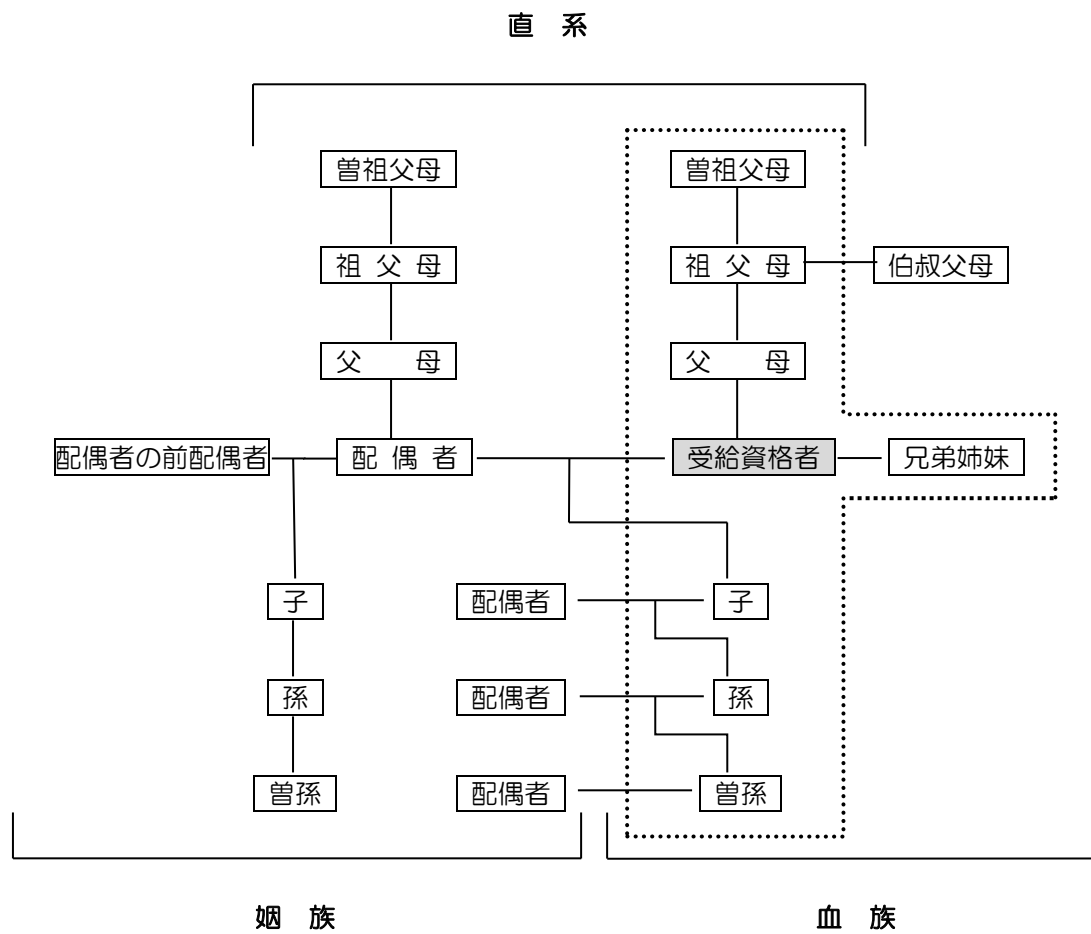 直 系
曽祖父母 曽祖父母
祖 父 母 祖 父 母 伯叔父母
父 母 父 母
配偶者の前配偶者 配 偶 者 受給資格者 兄弟姉妹
子 配偶者 子
孫 配偶者 孫
曽孫 配偶者 曽孫
姻 族 血 族